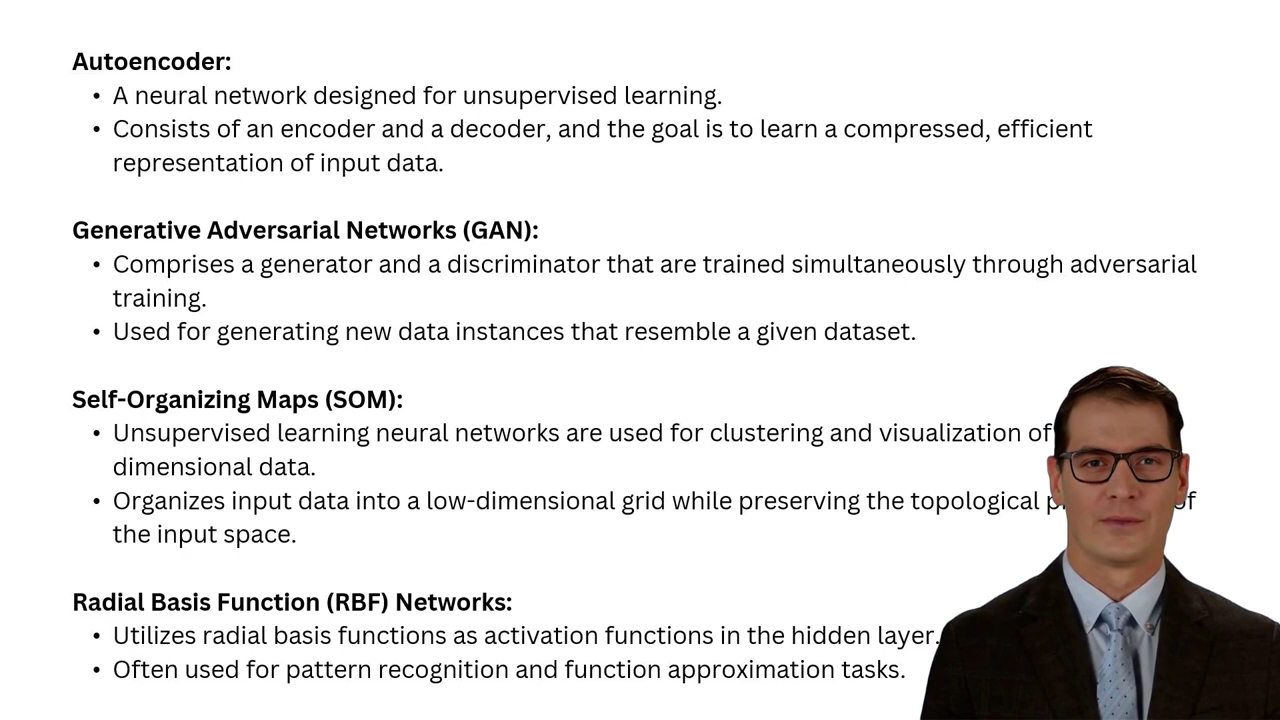 Autoencoder:
• A neural network designed for unsupervised learning.
• Consists of an encoder and a decoder, and the goal is to learn a compressed, efficient
representation of input data.
Generative Adversarial Networks (GAN):
• Comprises a generator and a discriminator that are trained simultaneously through adversarial
training.
• Used for generating new data instances that resemble a given dataset.
Self-Organizing Maps (SOM):
• Unsupervised learning neural networks are used for clustering and visualization of
dimensional data.
• Organizes input data into a low-dimensional grid while preserving the topological of
the input space.
Radial Basis Function (RBF) Networks:
• Utilizes radial basis functions as activation functions in the hidden layer.
• Often used for pattern recognition and function approximation tasks.